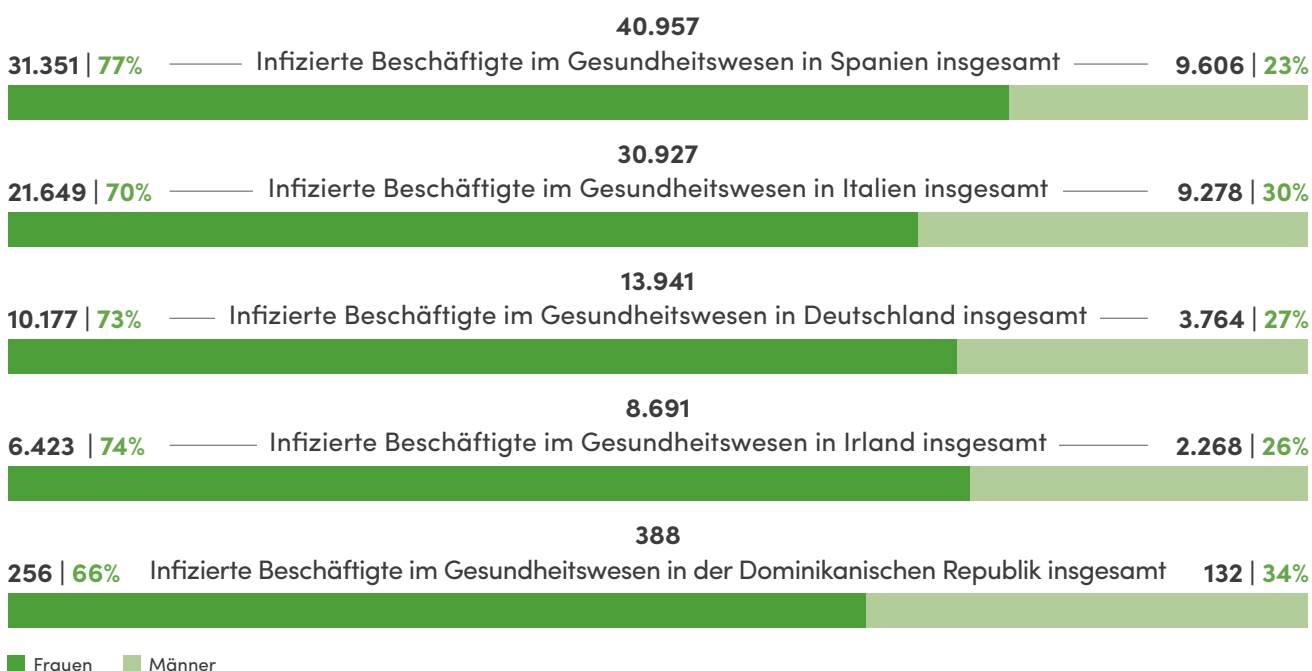 40.957
31.351 | 77% Infizierte Beschäftigte im Gesundheitswesen in Spanien insgesamt 9.606 | 23%
30.927
21.649 | 70% Infizierte Beschäftigte im Gesundheitswesen in Italien insgesamt 9.278 | 30%
13.941
10.177 | 73% Infizierte Beschäftigte im Gesundheitswesen in Deutschland insgesamt 3.764 | 27%
8.691
6.423 | 74% Infizierte Beschäftigte im Gesundheitswesen in Irland insgesamt 2.268 | 26%
388
256 | 66% Infizierte Beschäftigte im Gesundheitswesen in der Dominikanischen Republik insgesamt 132 | 34%
Frauen Männer